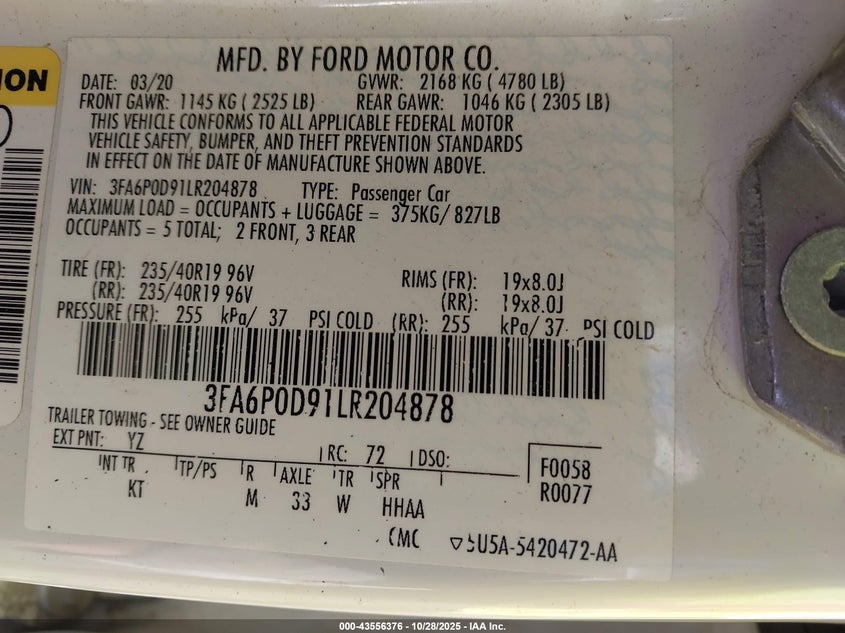 MFD. BY FORD MOTOR CO.
DATE: 03/20 GVWR: 2168 KG ( 4780 LB)
FRONT GAWR: 1145 KG ( 2525 LB) REAR GAWR: 1046 KG ( 2305 LB)
THIS VEHICLE CONFORMS TO ALL APPLICABLE FEDERAL MOTOR
VEHICLE SAFETY, BUMPER, AND THEFT PREVENTION STANDARDS
IN EFFECT ON THE DATE OF MANUFACTURE SHOWN ABOVE.
VIN: 3FA6P0D91LR204878 TYPE: Passenger Car
MAXIMUM LOAD = OCCUPANTS + LUGGAGE = 375KG/ 827LB
OCCUPANTS = 5 TOTAL; 2 FRONT, 3 REAR
TIRE (FR): 235/40R19 96V RIMS (FR): 19x8.0J
(RR): 235/40R19 96V (RR): 19x8.0J
PRESSURE (FR): 255 kPa/ 37 PSI COLD (RR): 255 kPa/ 37 PSI COLD
3FA6P0D91LR204878
TRAILER TOWING - SEE OWNER GUIDE
EXT PNT: YZ RC: 72 DSO: F0058
INT TR TP/PS R AXLE TR SPR R0077
KT M 33 W HHAA
CMC 5U5A-5420472-AA
000-43556376 | 10/28/2025 - IAA Inc.